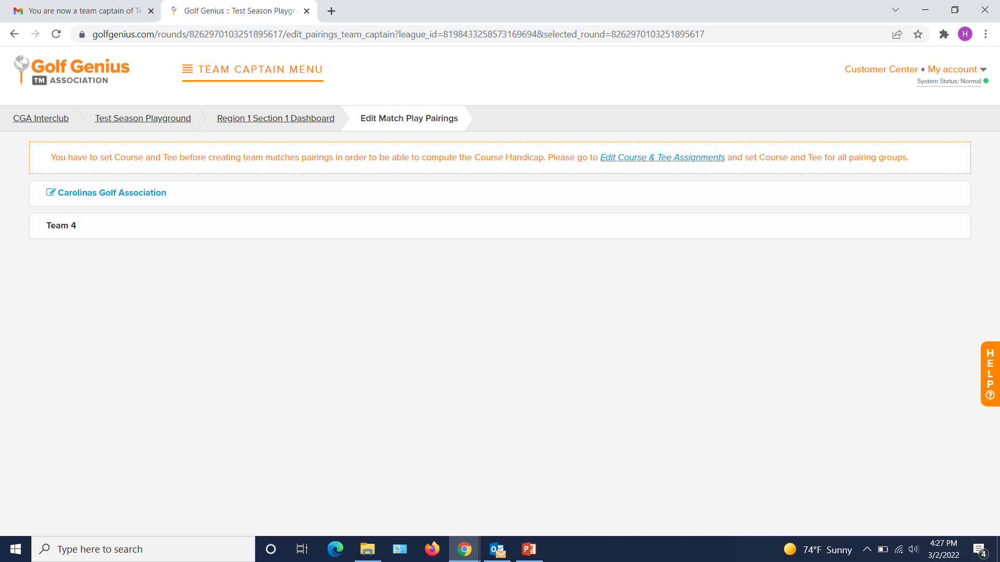 You are now a team captain of Te
Golf Genius :: Test Season Playgro
golfgenius.com/rounds/8262970103251895617/edit_pairings_team_captain?league_id=8198433258573169694&selected_round=8262970103251895617
H
Golf Genius
TM ASSOCIATION
TEAM CAPTAIN MENU
Customer Center • My account
System Status: Normal
CGA Interclub
Test Season Playground
Region 1 Section 1 Dashboard
Edit Match Play Pairings
You have to set Course and Tee before creating team matches pairings in order to be able to compute the Course Handicap. Please go to Edit Course & Tee Assignments and set Course and Tee for all pairing groups.
Carolinas Golf Association
Team 4
HELP?
Type here to search
74°F Sunny
4:27 PM
3/2/2022
4